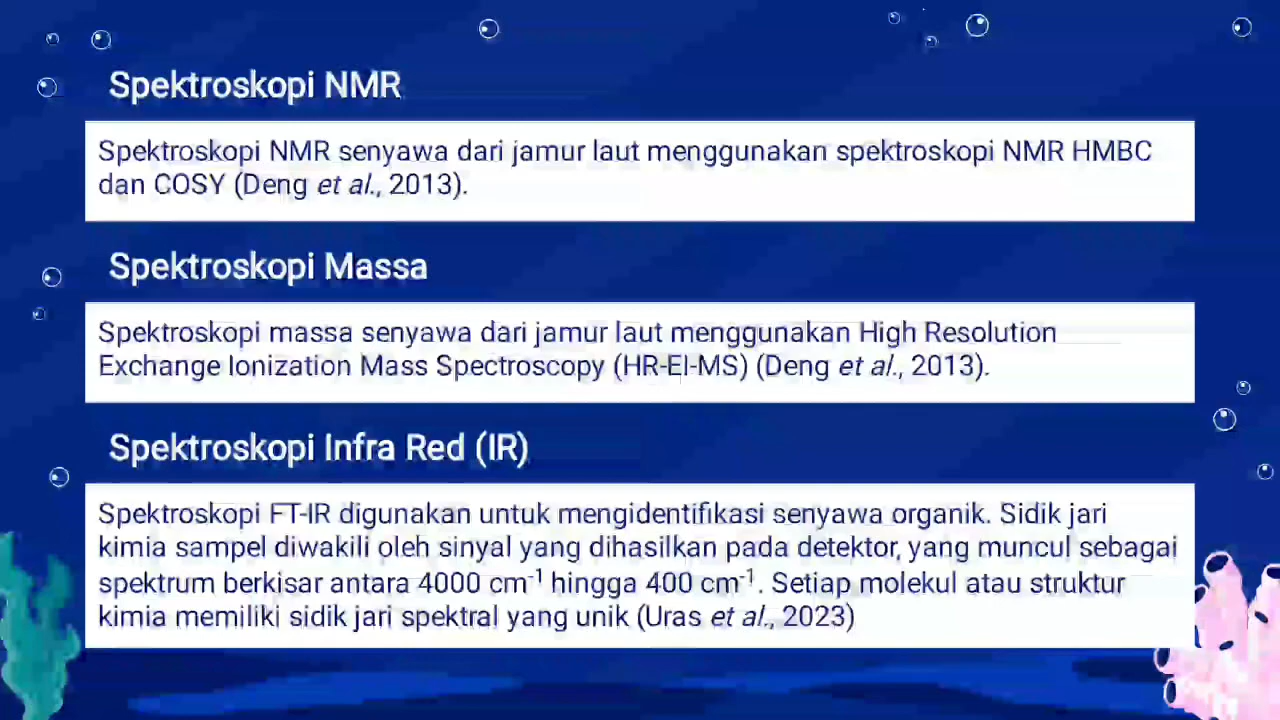 Spektroskopi NMR
Spektroskopi NMR senyawa dari jamur laut menggunakan spektroskopi NMR HMBC
dan COSY (Deng et al., 2013).
Spektroskopi Massa
Spektroskopi massa senyawa dari jamur laut menggunakan High Resolution
Exchange Ionization Mass Spectroscopy (HR-EI-MS) (Deng et al., 2013).
Spektroskopi Infra Red (IR)
Spektroskopi FT-IR digunakan untuk mengidentifikasi senyawa organik. Sidik jari
kimia sampel diwakili oleh sinyal yang dihasilkan pada detektor, yang muncul sebagai
spektrum berkisar antara 4000 cm⁻¹ hingga 400 cm⁻¹. Setiap molekul atau struktur
kimia memiliki sidik jari spektral yang unik (Uras et al., 2023)